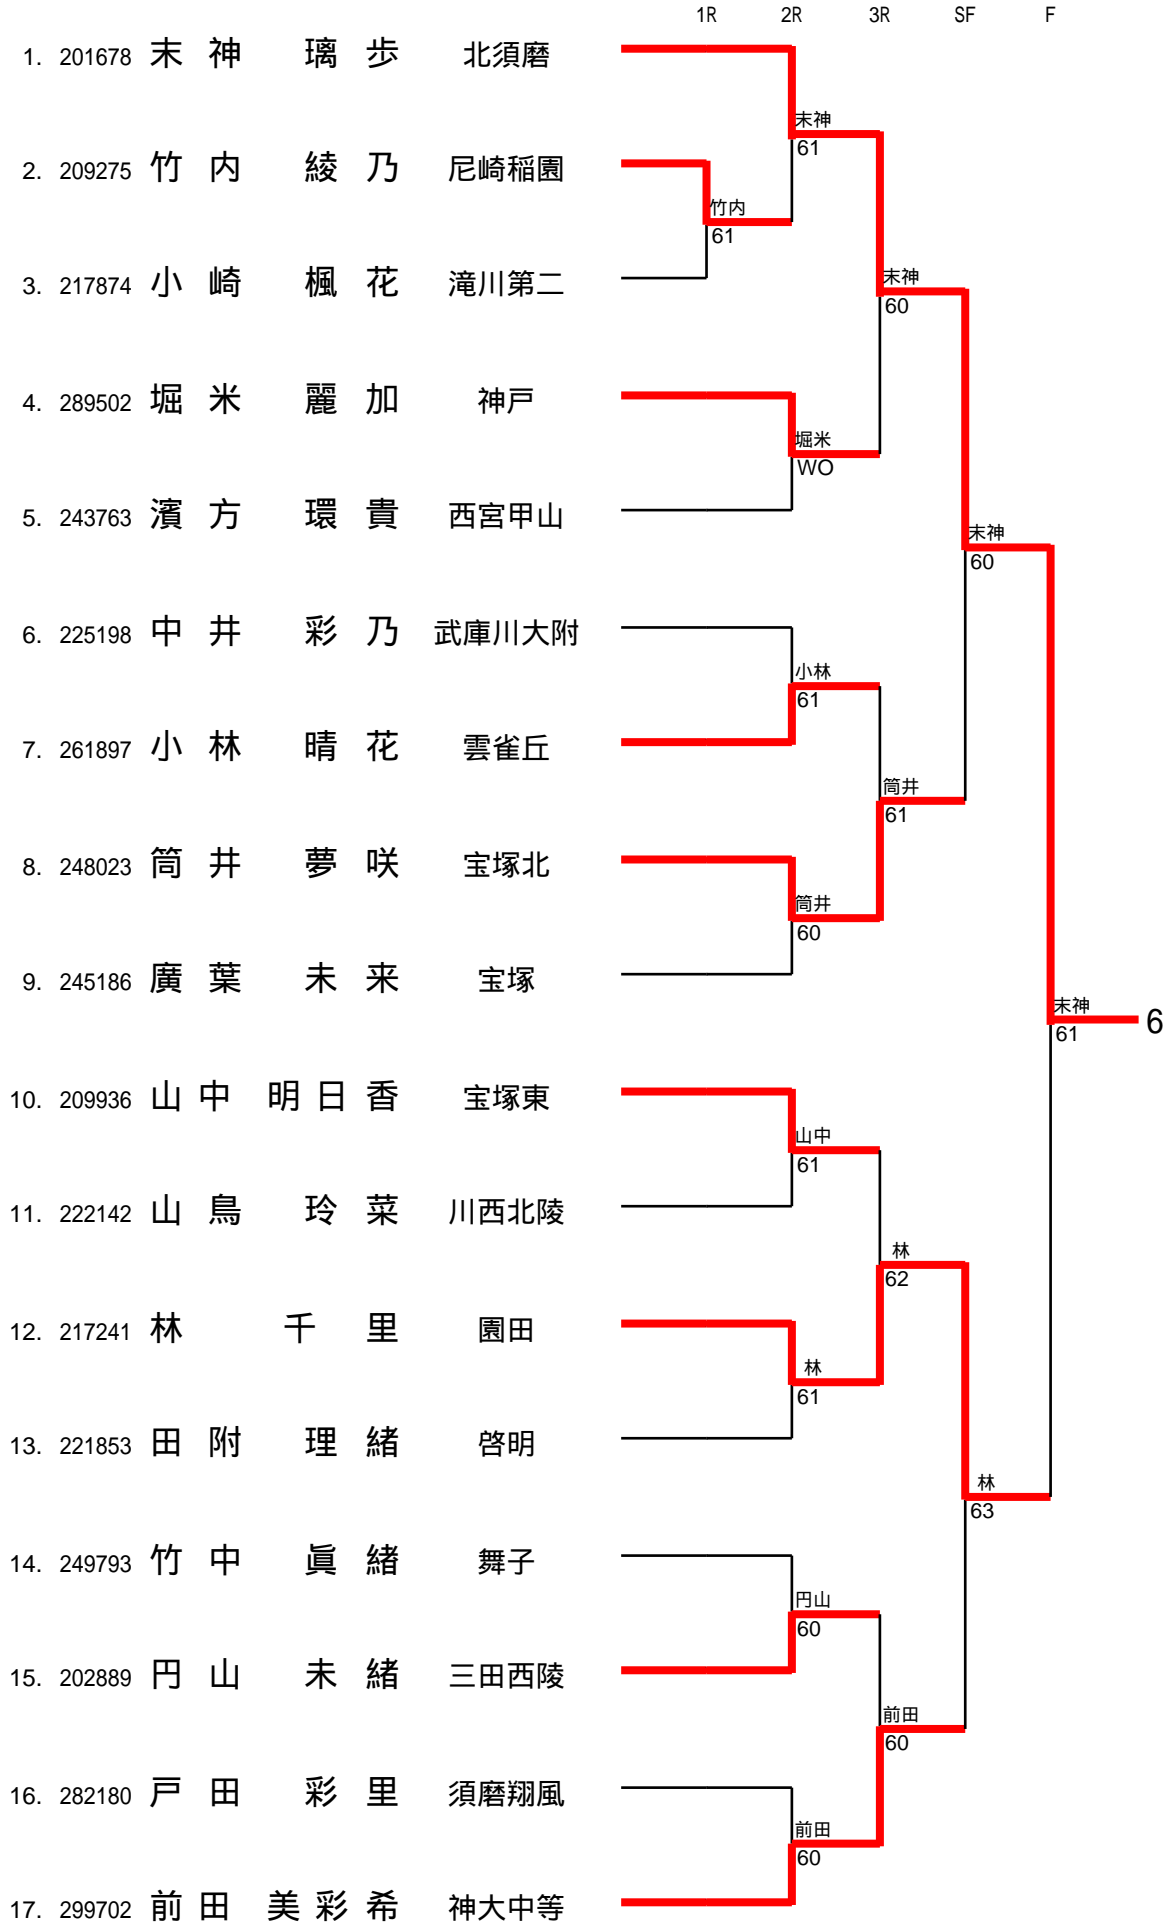 1R 2R 3R SF F
1. 201678 末神 璃歩 北須磨
末神
61
2. 209275 竹内 綾乃 尼崎稲園
竹内
61
3. 217874 小崎 楓花 滝川第二
末神
60
4. 289502 堀米 麗加 神戸
堀米
WO
5. 243763 濱方 環貴 西宮甲山
末神
60
6. 225198 中井 彩乃 武庫川大附
小林
61
7. 261897 小林 晴花 雲雀丘
筒井
61
8. 248023 筒井 夢咲 宝塚北
筒井
60
9. 245186 廣葉 未来 宝塚
末神
61
6
10. 209936 山中 明日香 宝塚東
山中
61
11. 222142 山鳥 玲菜 川西北陵
林
62
12. 217241 林 千里 園田
林
61
13. 221853 田附 理緒 啓明
林
63
14. 249793 竹中 眞緒 舞子
円山
60
15. 202889 円山 未緒 三田西陵
前田
60
16. 282180 戸田 彩里 須磨翔風
前田
60
17. 299702 前田 美彩希 神大中等